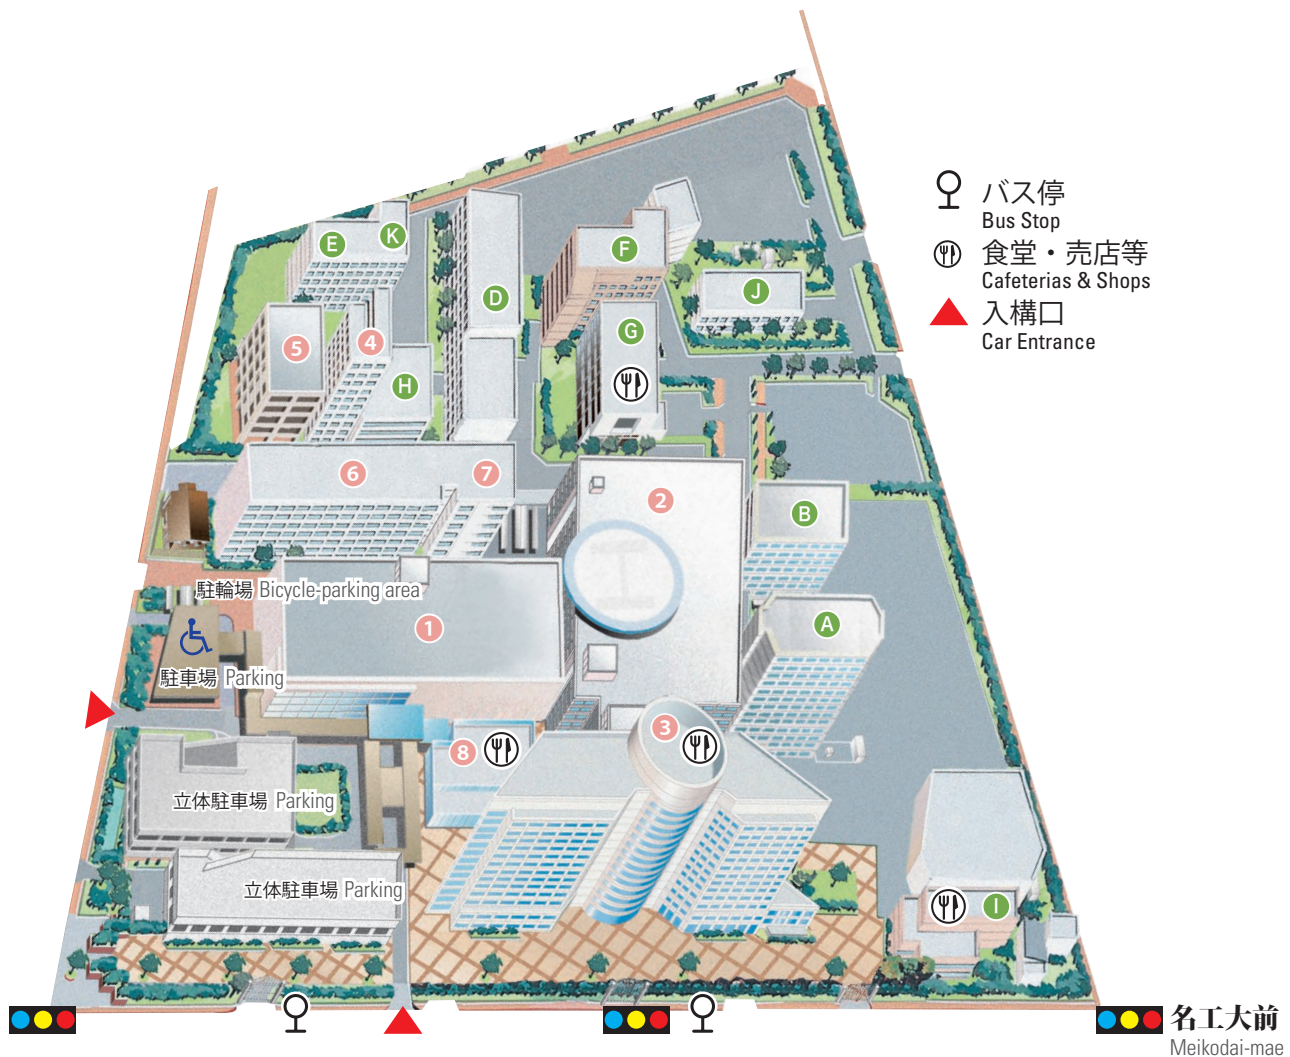 バス停
Bus Stop
食堂・売店等
Cafeterias & Shops
入構口
Car Entrance
E
K
F
D
J
G
5
4
H
6
7
2
B
駐輪場 Bicycle-parking area
1
A
駐車場 Parking
3
8
立体駐車場 Parking
立体駐車場 Parking
I
名工大前
Meikodai-mae